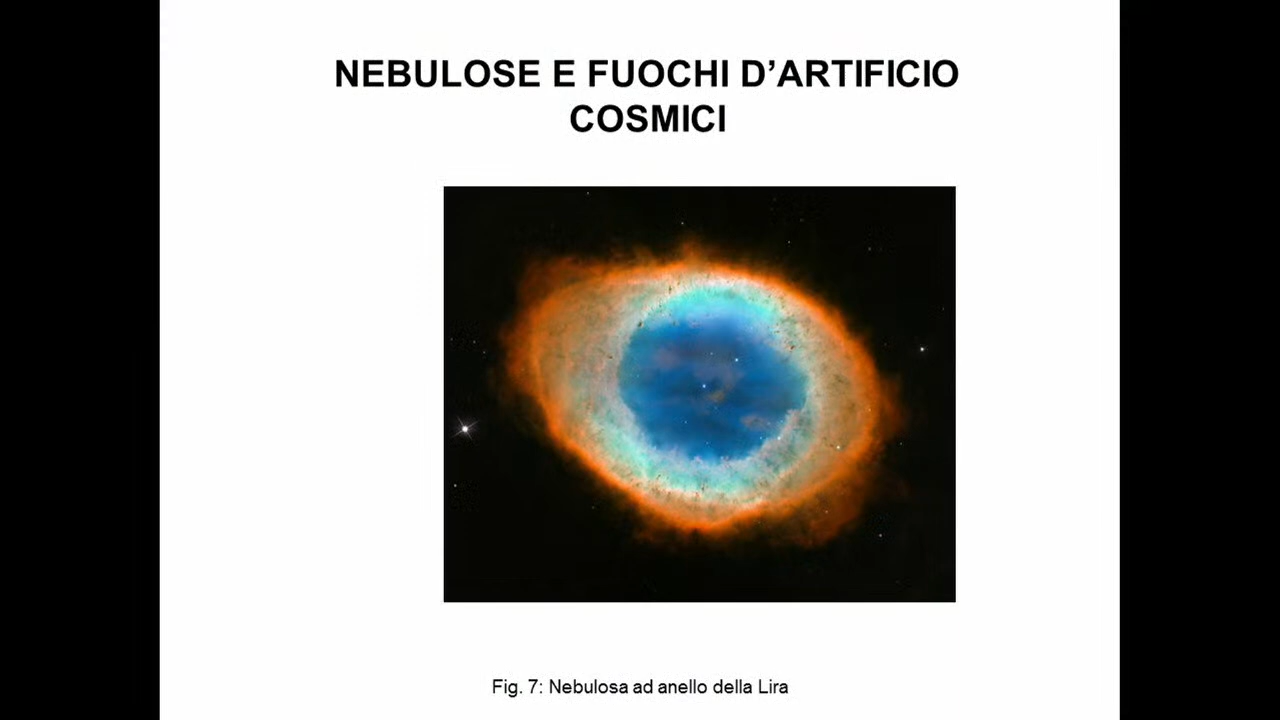 NEBULOSE E FUOCHI D’ARTIFICIO
COSMICI
Fig. 7: Nebulosa ad anello della Lira